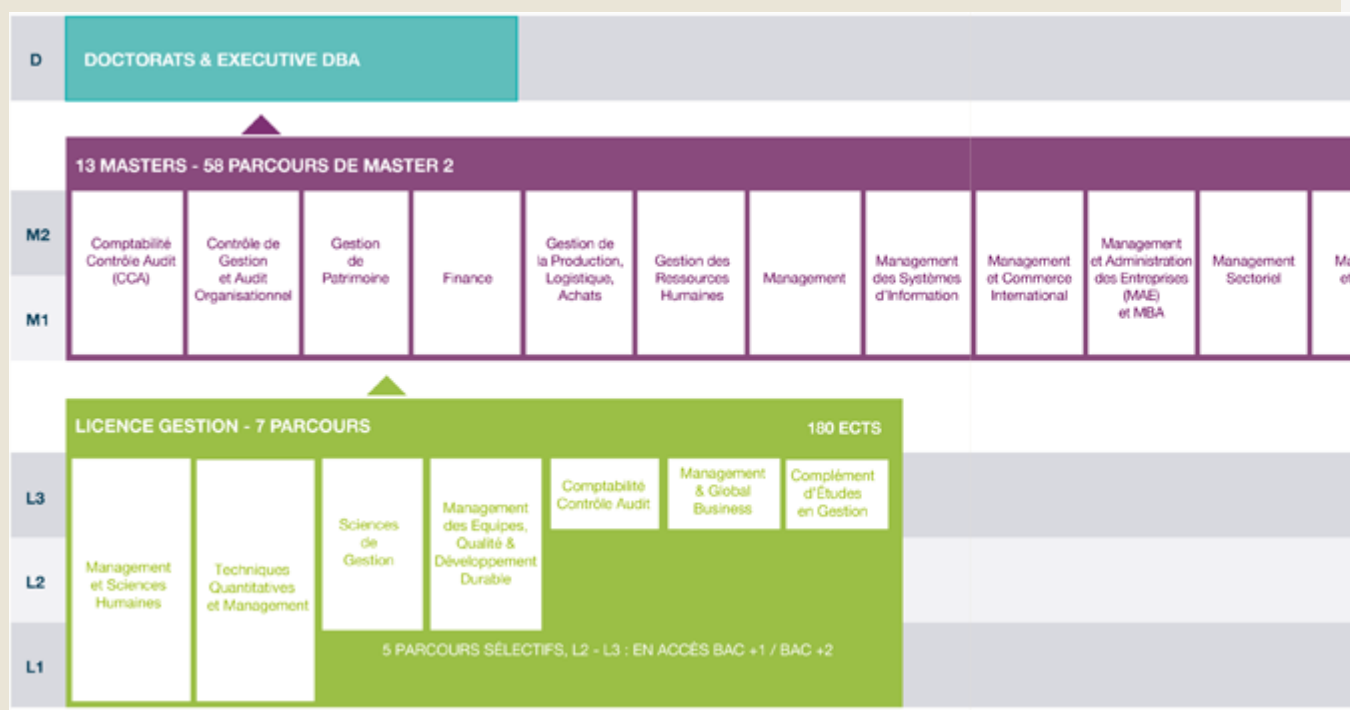 D
DOCTORATS & EXECUTIVE DBA
13 MASTERS - 58 PARCOURS DE MASTER 2
M2
M1
Comptabilité
Contrôle Audit
(CCA)
Contrôle de
Gestion
et Audit
Organisationnel
Gestion
de
Patrimoine
Finance
Gestion de
la Production,
Logistique,
Achats
Gestion des
Ressources
Humaines
Management
Management
des Systèmes
d'Information
Management
et Commerce
International
Management
et Administration
des Entreprises
(MAE)
et MBA
Management
Sectoriel
LICENCE GESTION - 7 PARCOURS
180 ECTS
L3
L2
L1
Management
et Sciences
Humaines
Techniques
Quantitatives
et Management
Sciences
de
Gestion
Management
des Equipes,
Qualité &
Développement
Durable
Comptabilité
Contrôle Audit
Management
& Global
Business
Complément
d'Études
en Gestion
5 PARCOURS SÉLECTIFS, L2 - L3 : EN ACCÈS BAC +1 / BAC +2